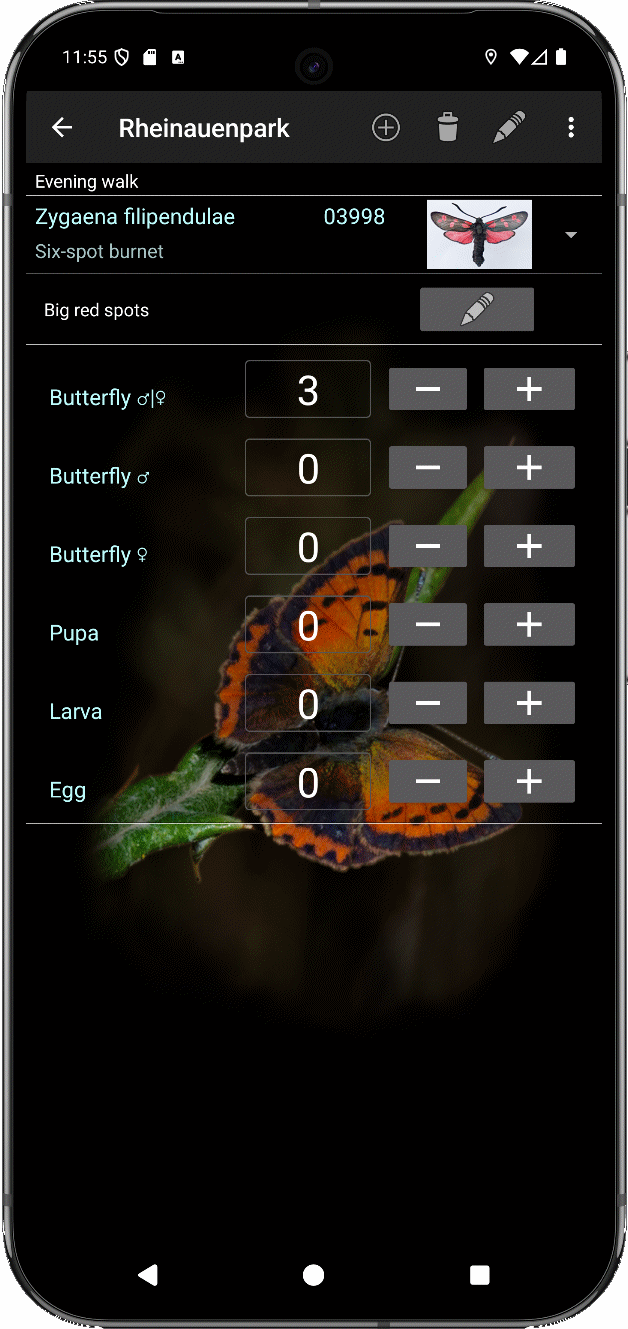 11:55
Rheinauenpark
Evening walk
Zygaena filipendulae 03998
Six-spot burnet
Big red spots
Butterfly ♂|♀ 3 − +
Butterfly ♂ 0 − +
Butterfly ♀ 0 − +
Pupa 0 − +
Larva 0 − +
Egg 0 − +